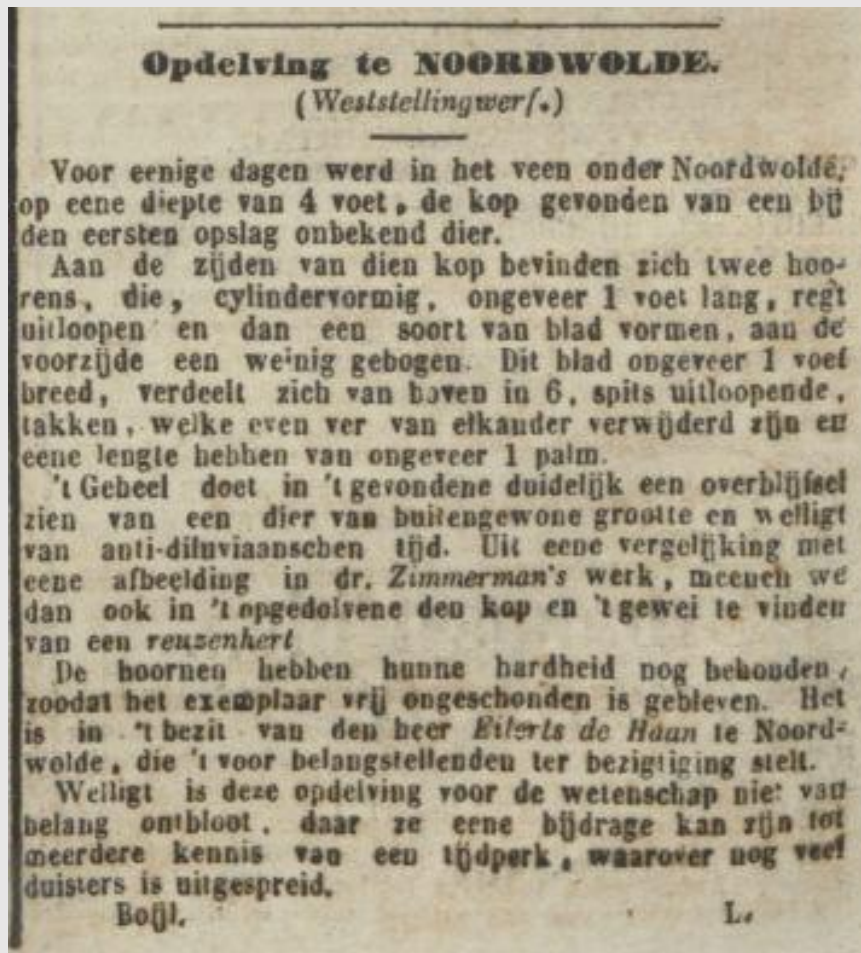 Opdelving te NOORDWOLDE.
(Weststellingwerf.)
Voor eenige dagen werd in het veen onder Noordwolde,
op eene diepte van 4 voet, de kop gevonden van een bij
den eersten opslag onbekend dier.
Aan de zijden van dien kop bevinden zich twee hoo-
rens, die, cylindervormig, ongeveer 1 voet lang, regt
uitloopen en dan een soort van blad vormen, aan de
voorzijde een weinig gebogen. Dit blad ongeveer 1 voet
breed, verdeelt zich van boven in 6, spits uitloopende,
takken, welke even ver van elkander verwijderd zijn en
eene lengte hebben van ongeveer 1 palm.
't Geheel doet in 't gevondene duidelijk een overblijfsel
zien van een dier van buitengewone grootte en welligt
van anti-diluviaanschen tijd. Uit eene vergelijking met
eene afbeelding in dr. Zimmerman's werk, meenen we
dan ook in 't opgedolvene den kop en 't gewei te vinden
van een reuzenhert
De hoornen hebben hunne hardheid nog behouden,
zoodat het exemplaar vrij ongeschonden is gebleven. Het
is in 't bezit van den heer Eilerts de Haan te Noord-
wolde, die 't voor belangstellenden ter bezigtiging stelt.
Welligt is deze opdelving voor de wetenschap niet van
belang ontbloot, daar ze eene bijdrage kan zijn tot
meerdere kennis van een tijdperk, waarover nog veel
duisters is uitgespreid.
Boijl. L.